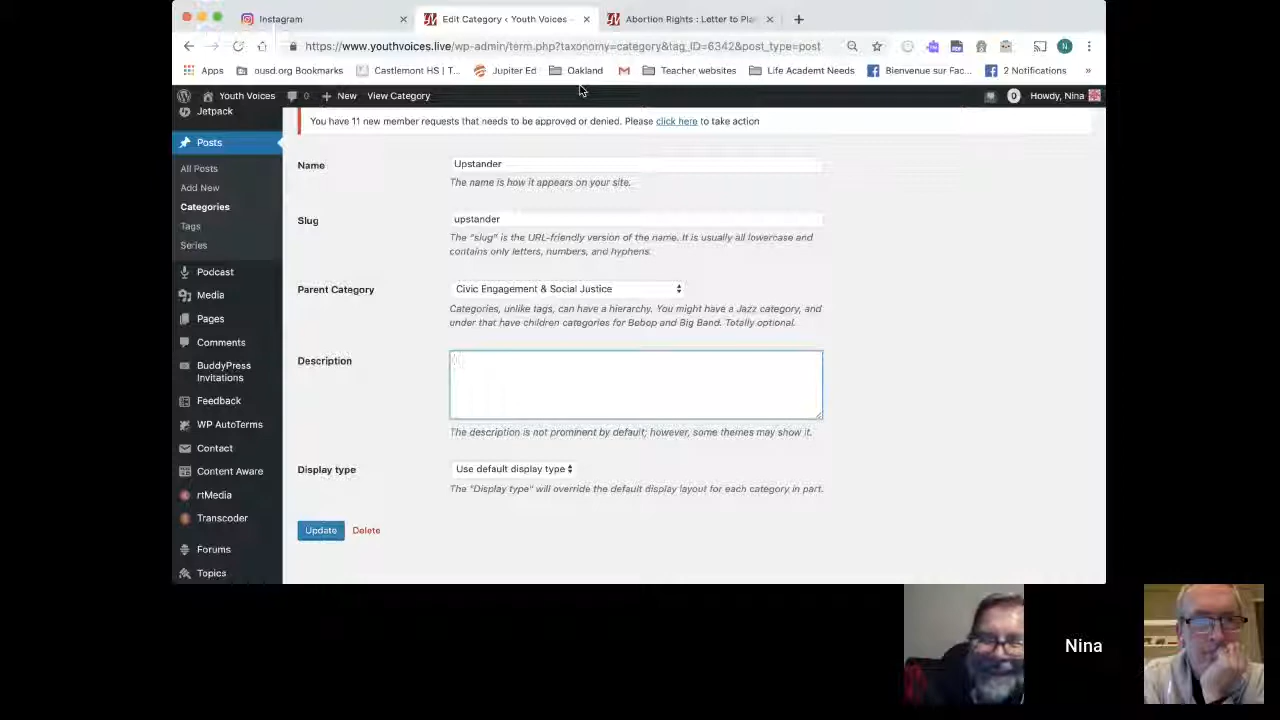 Instagram
Edit Category ‹ Youth Voices –
Abortion Rights : Letter to Pla
https://www.youthvoices.live/wp-admin/term.php?taxonomy=category&tag_ID=6342&post_type=post
N
Apps
ousd.org Bookmarks
Castlemont HS | T...
Jupiter Ed
Oakland
Teacher websites
Life Academt Needs
Bienvenue sur Fac...
2 Notifications
»
Youth Voices
0
New
View Category
0
Howdy, Nina
Jetpack
Posts
All Posts
Add New
Categories
Tags
Series
Podcast
Media
Pages
Comments
BuddyPress
Invitations
Feedback
WP AutoTerms
Contact
Content Aware
rtMedia
Transcoder
Forums
Topics
You have 11 new member requests that needs to be approved or denied. Please click here to take action
Name
Upstander
The name is how it appears on your site.
Slug
upstander
The "slug" is the URL-friendly version of the name. It is usually all lowercase and
contains only letters, numbers, and hyphens.
Parent Category
Civic Engagement & Social Justice
Categories, unlike tags, can have a hierarchy. You might have a Jazz category, and
under that have children categories for Bebop and Big Band. Totally optional.
Description
The description is not prominent by default; however, some themes may show it.
Display type
Use default display type
The "Display type" will override the default display layout for each category in part.
Update
Delete
Nina